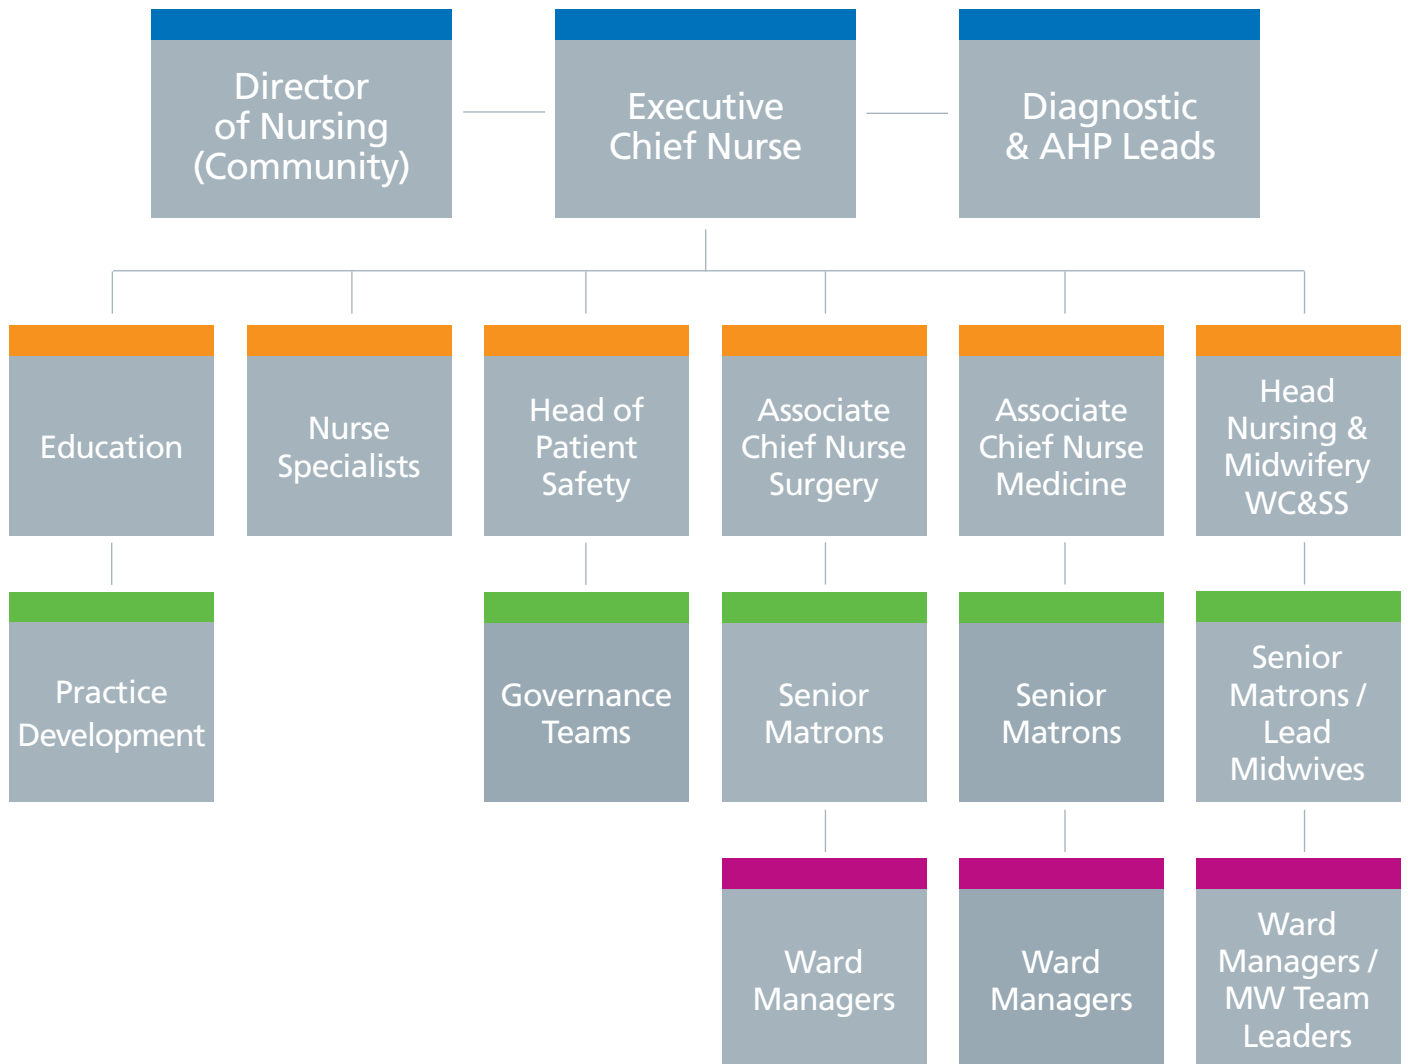 Director
of Nursing
(Community)
Executive
Chief Nurse
Diagnostic
& AHP Leads
Education
Nurse
Specialists
Head of
Patient
Safety
Associate
Chief Nurse
Surgery
Associate
Chief Nurse
Medicine
Head
Nursing &
Midwifery
WC&SS
Practice
Development
Governance
Teams
Senior
Matrons
Senior
Matrons
Senior
Matrons /
Lead
Midwives
Ward
Managers
Ward
Managers
Ward
Managers /
MW Team
Leaders